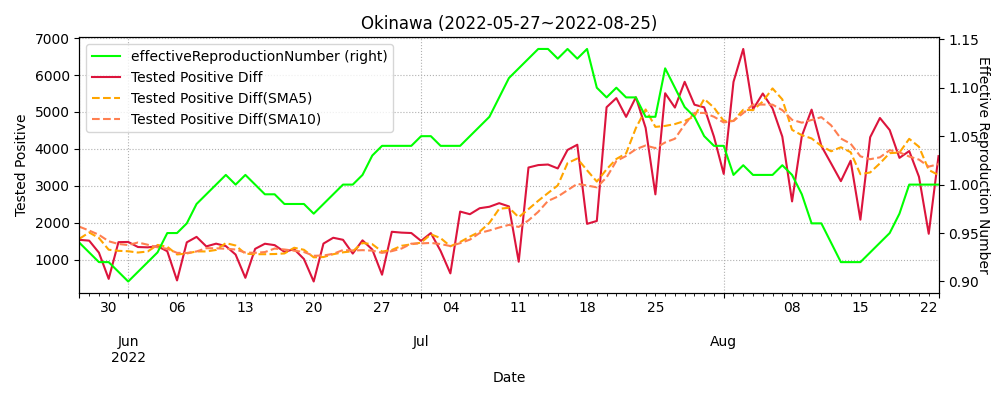 Okinawa (2022-05-27~2022-08-25)
effectiveReproductionNumber (right)
Tested Positive Diff
Tested Positive Diff(SMA5)
Tested Positive Diff(SMA10)
Tested Positive
7000
6000
5000
4000
3000
2000
1000
1.15
1.10
1.05
1.00
0.95
0.90
Effective Reproduction Number
30 06 13 20 27 04 11 18 25 08 15 22
Jun Jul Aug
2022
Date